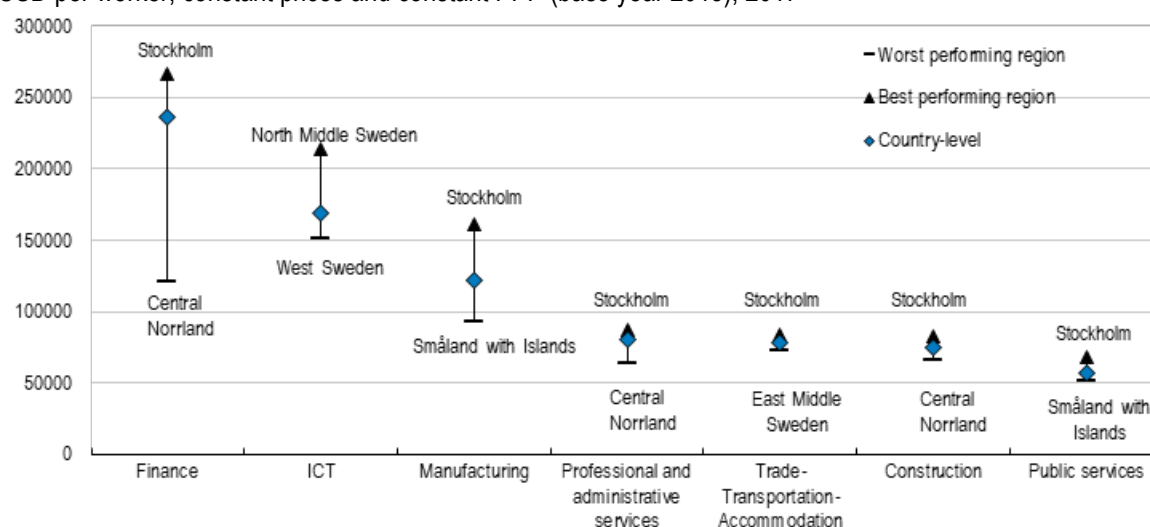 USD per worker, constant prices and constant PPP (base year
300000
250000
200000
150000
100000
50000
0
Worst performing region
Best performing region
Country-level
Stockholm
Central
Norrland
North Middle Sweden
West Sweden
Stockholm
Småland with Islands
Stockholm
Central
Norrland
Stockholm
East Middle
Sweden
Stockholm
Central
Norrland
Stockholm
Småland with
Islands
Finance
ICT
Manufacturing
Professional and
administrative
services
Trade-
Transportation-
Accommodation
Construction
Public services